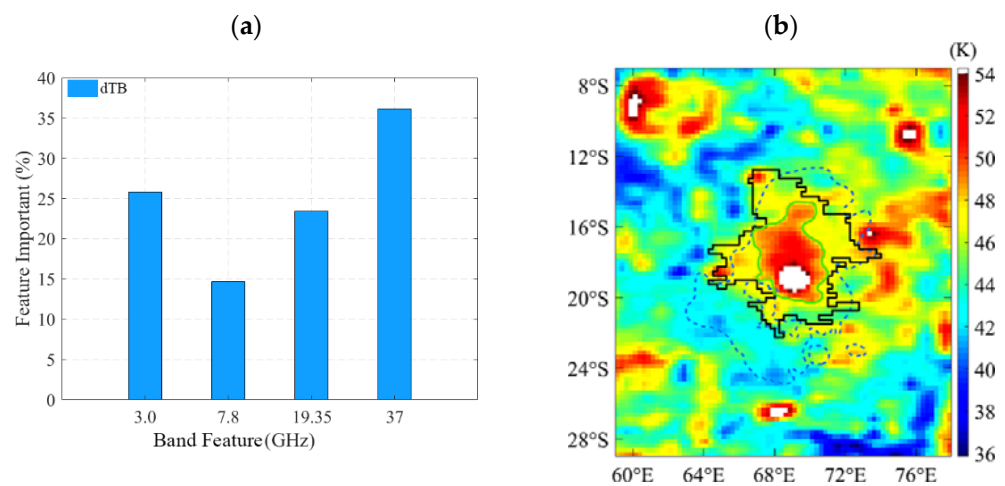 (a)
40
35
30
25
20
15
10
5
0
dTB
Feature Important (%)
3.0 7.8 19.35 37
Band Feature (GHz)
(b)
(K)
8°S
12°S
16°S
20°S
24°S
28°S
60°E 64°E 68°E 72°E 76°E
54
52
50
48
46
44
42
40
38
36